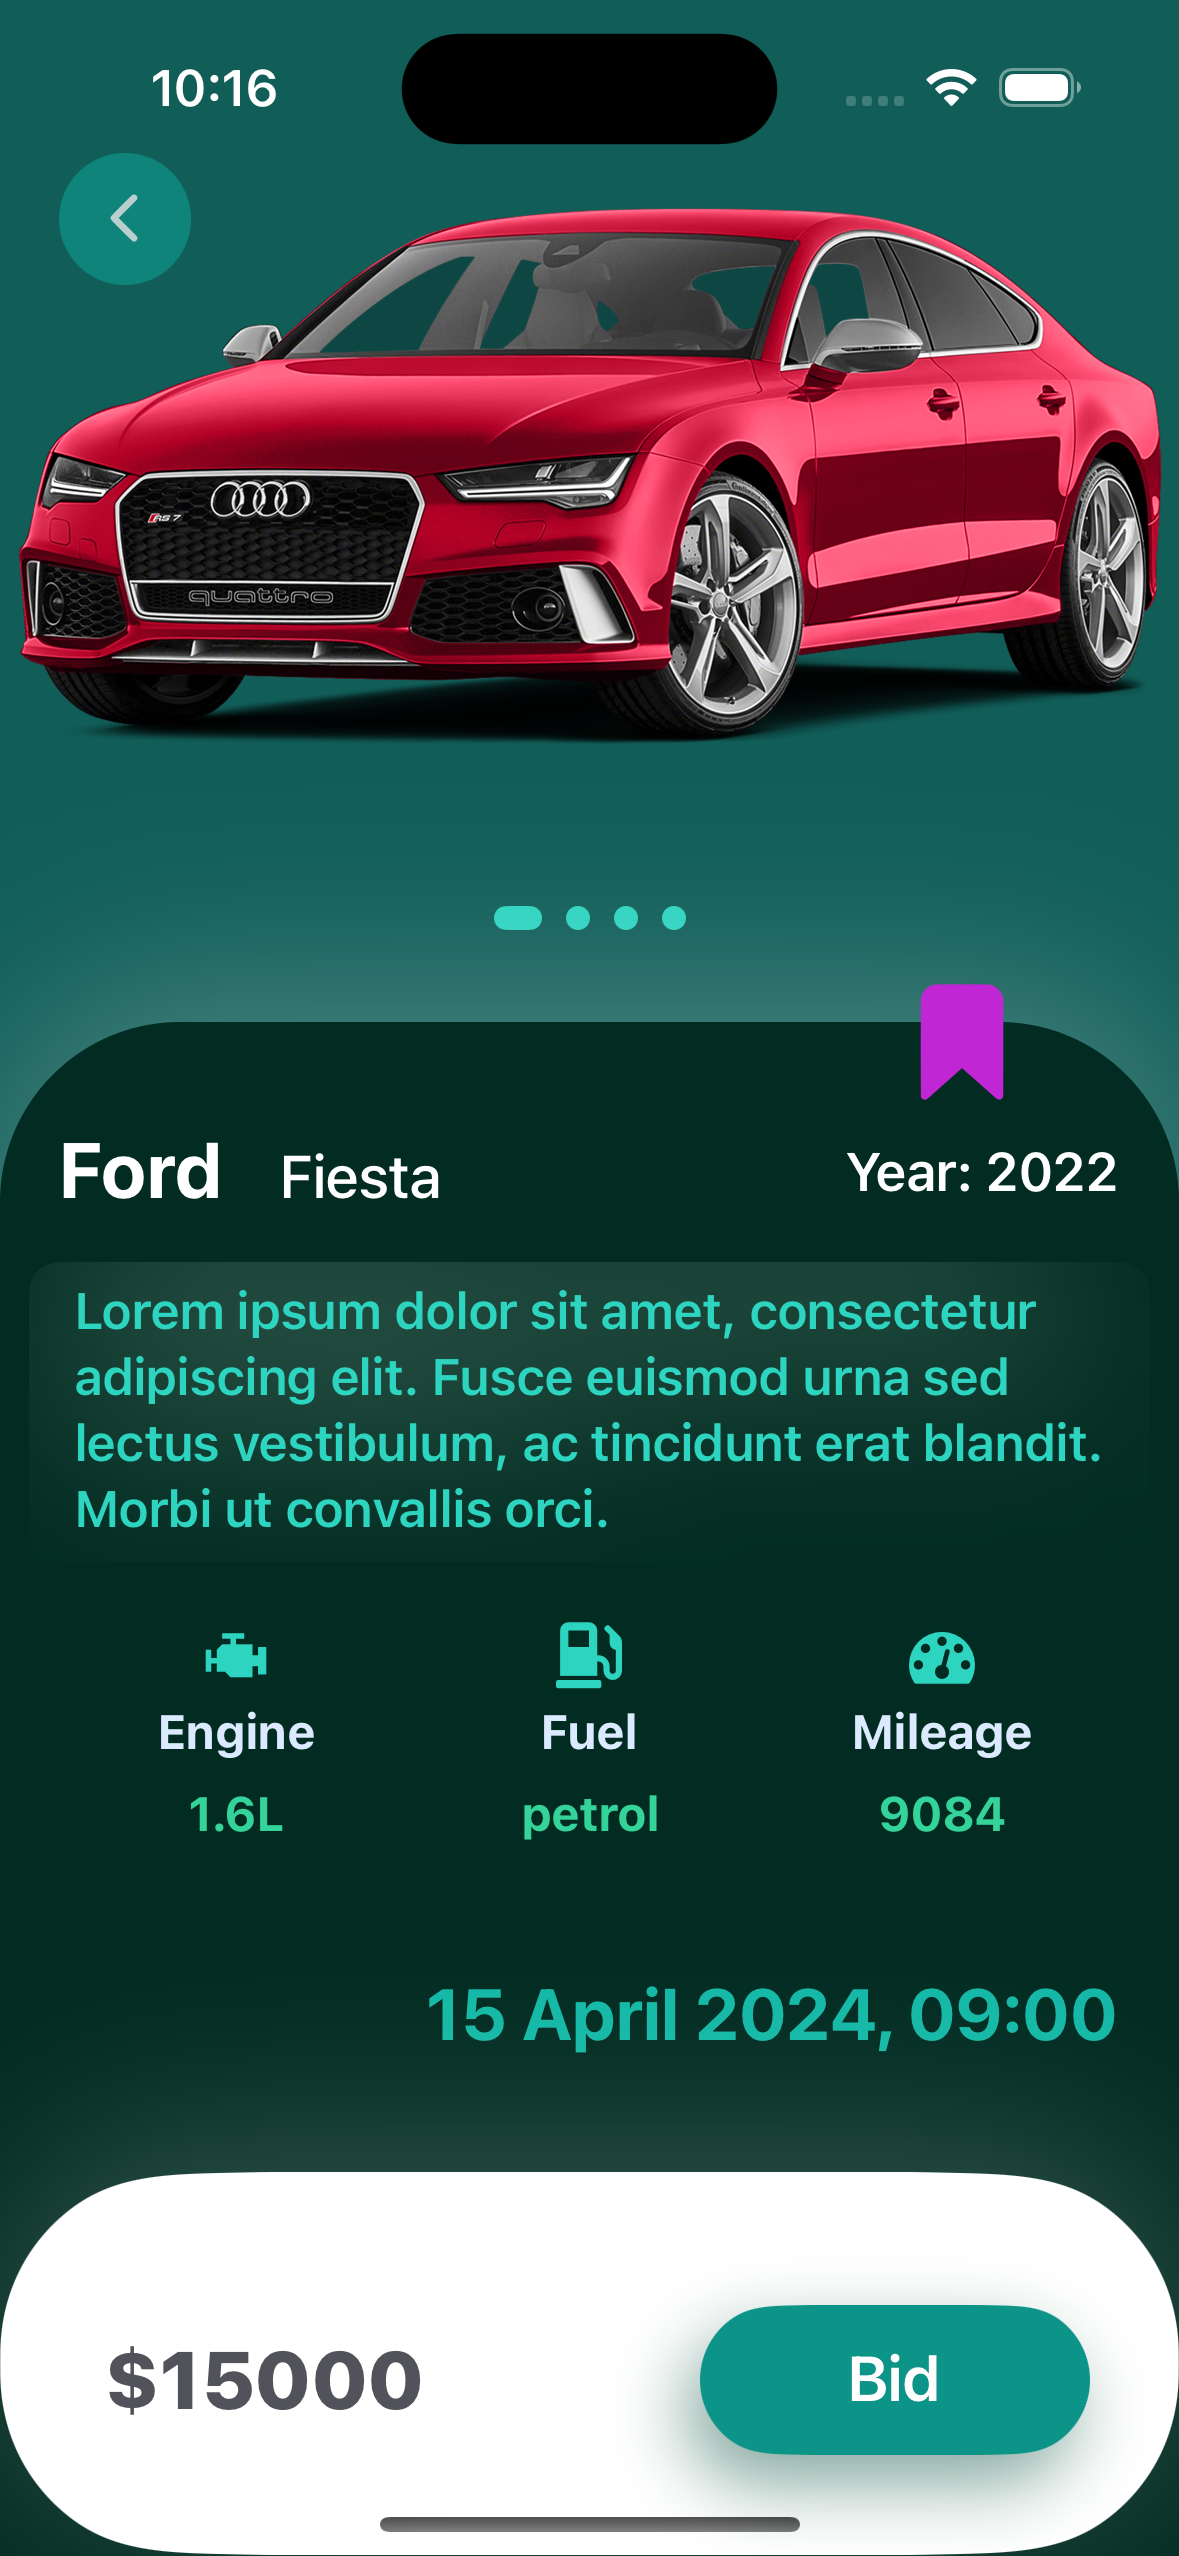 10:16
RS 7
quattro
Ford Fiesta Year: 2022
Lorem ipsum dolor sit amet, consectetur
adipiscing elit. Fusce euismod urna sed
lectus vestibulum, ac tincidunt erat blandit.
Morbi ut convallis orci.
Engine Fuel Mileage
1.6L petrol 9084
15 April 2024, 09:00
$15000 Bid